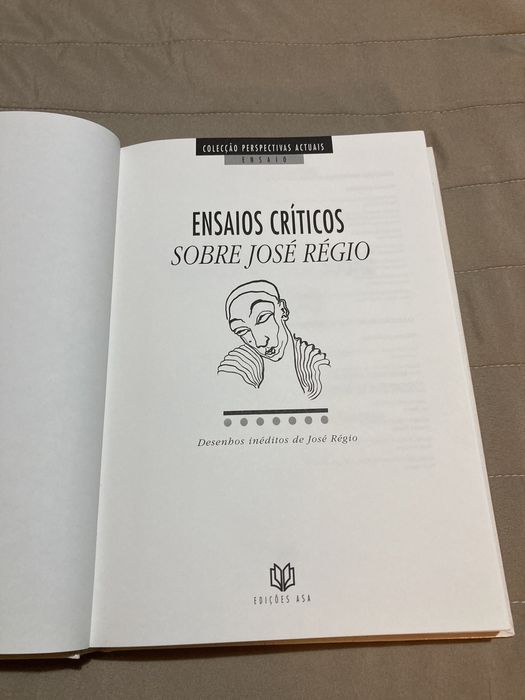 COLECÇÃO PERSPECTIVAS ACTUAIS
ENSAIO
ENSAIOS CRÍTICOS
SOBRE JOSÉ RÉGIO
Desenhos inéditos de José Régio
EDIÇÕES ASA